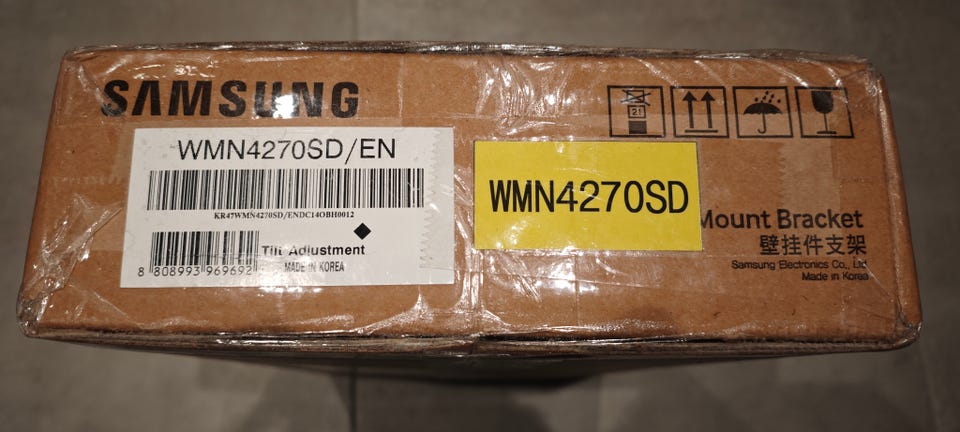 SAMSUNG
WMN4270SD/EN
KR47WMN4270SD/ENDC14OBH0012
8 808993 969692
Tilt Adjustment
MADE IN KOREA
WMN4270SD
21
Mount Bracket
壁挂件支架
Samsung Electronics Co., Ltd
Made in Korea